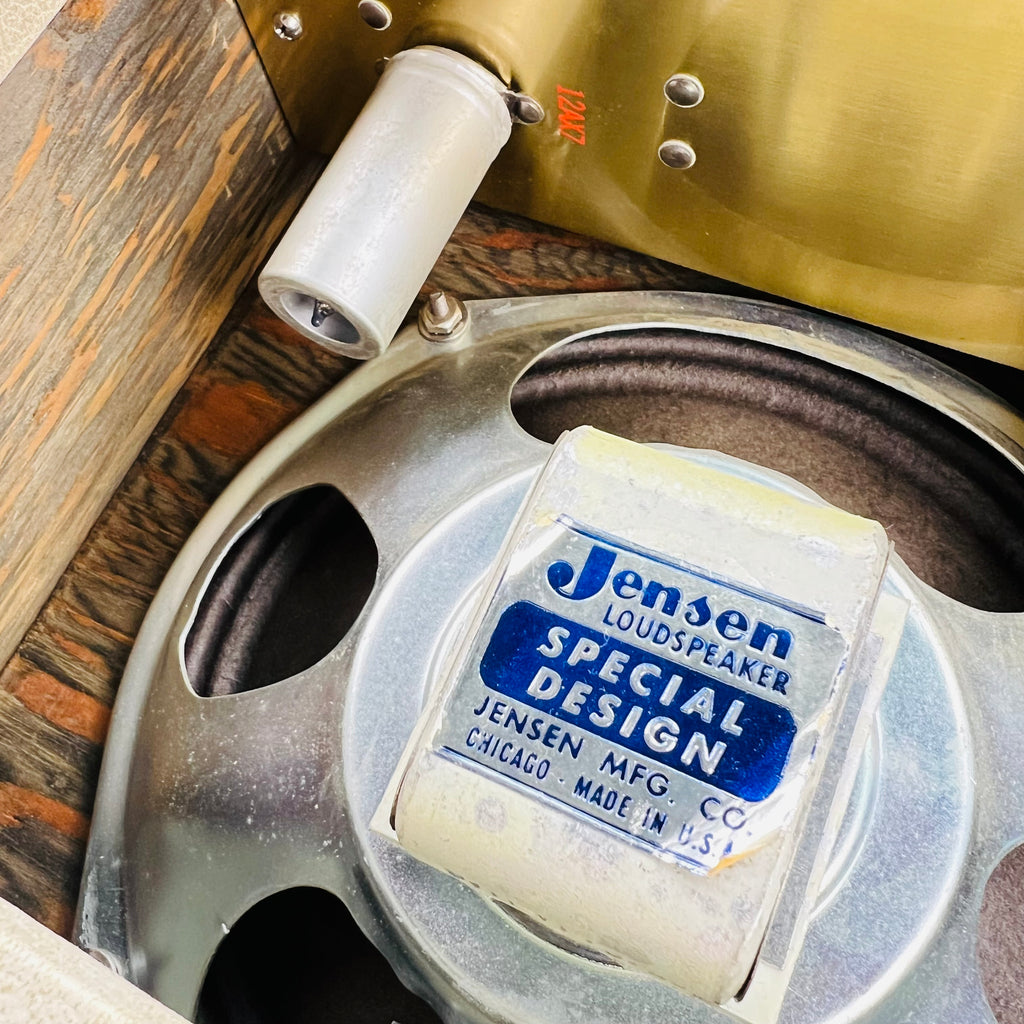 12AX7
Jensen
LOUDSPEAKER
SPECIAL
DESIGN
JENSEN MFG. CO.
CHICAGO - MADE IN U.S.A